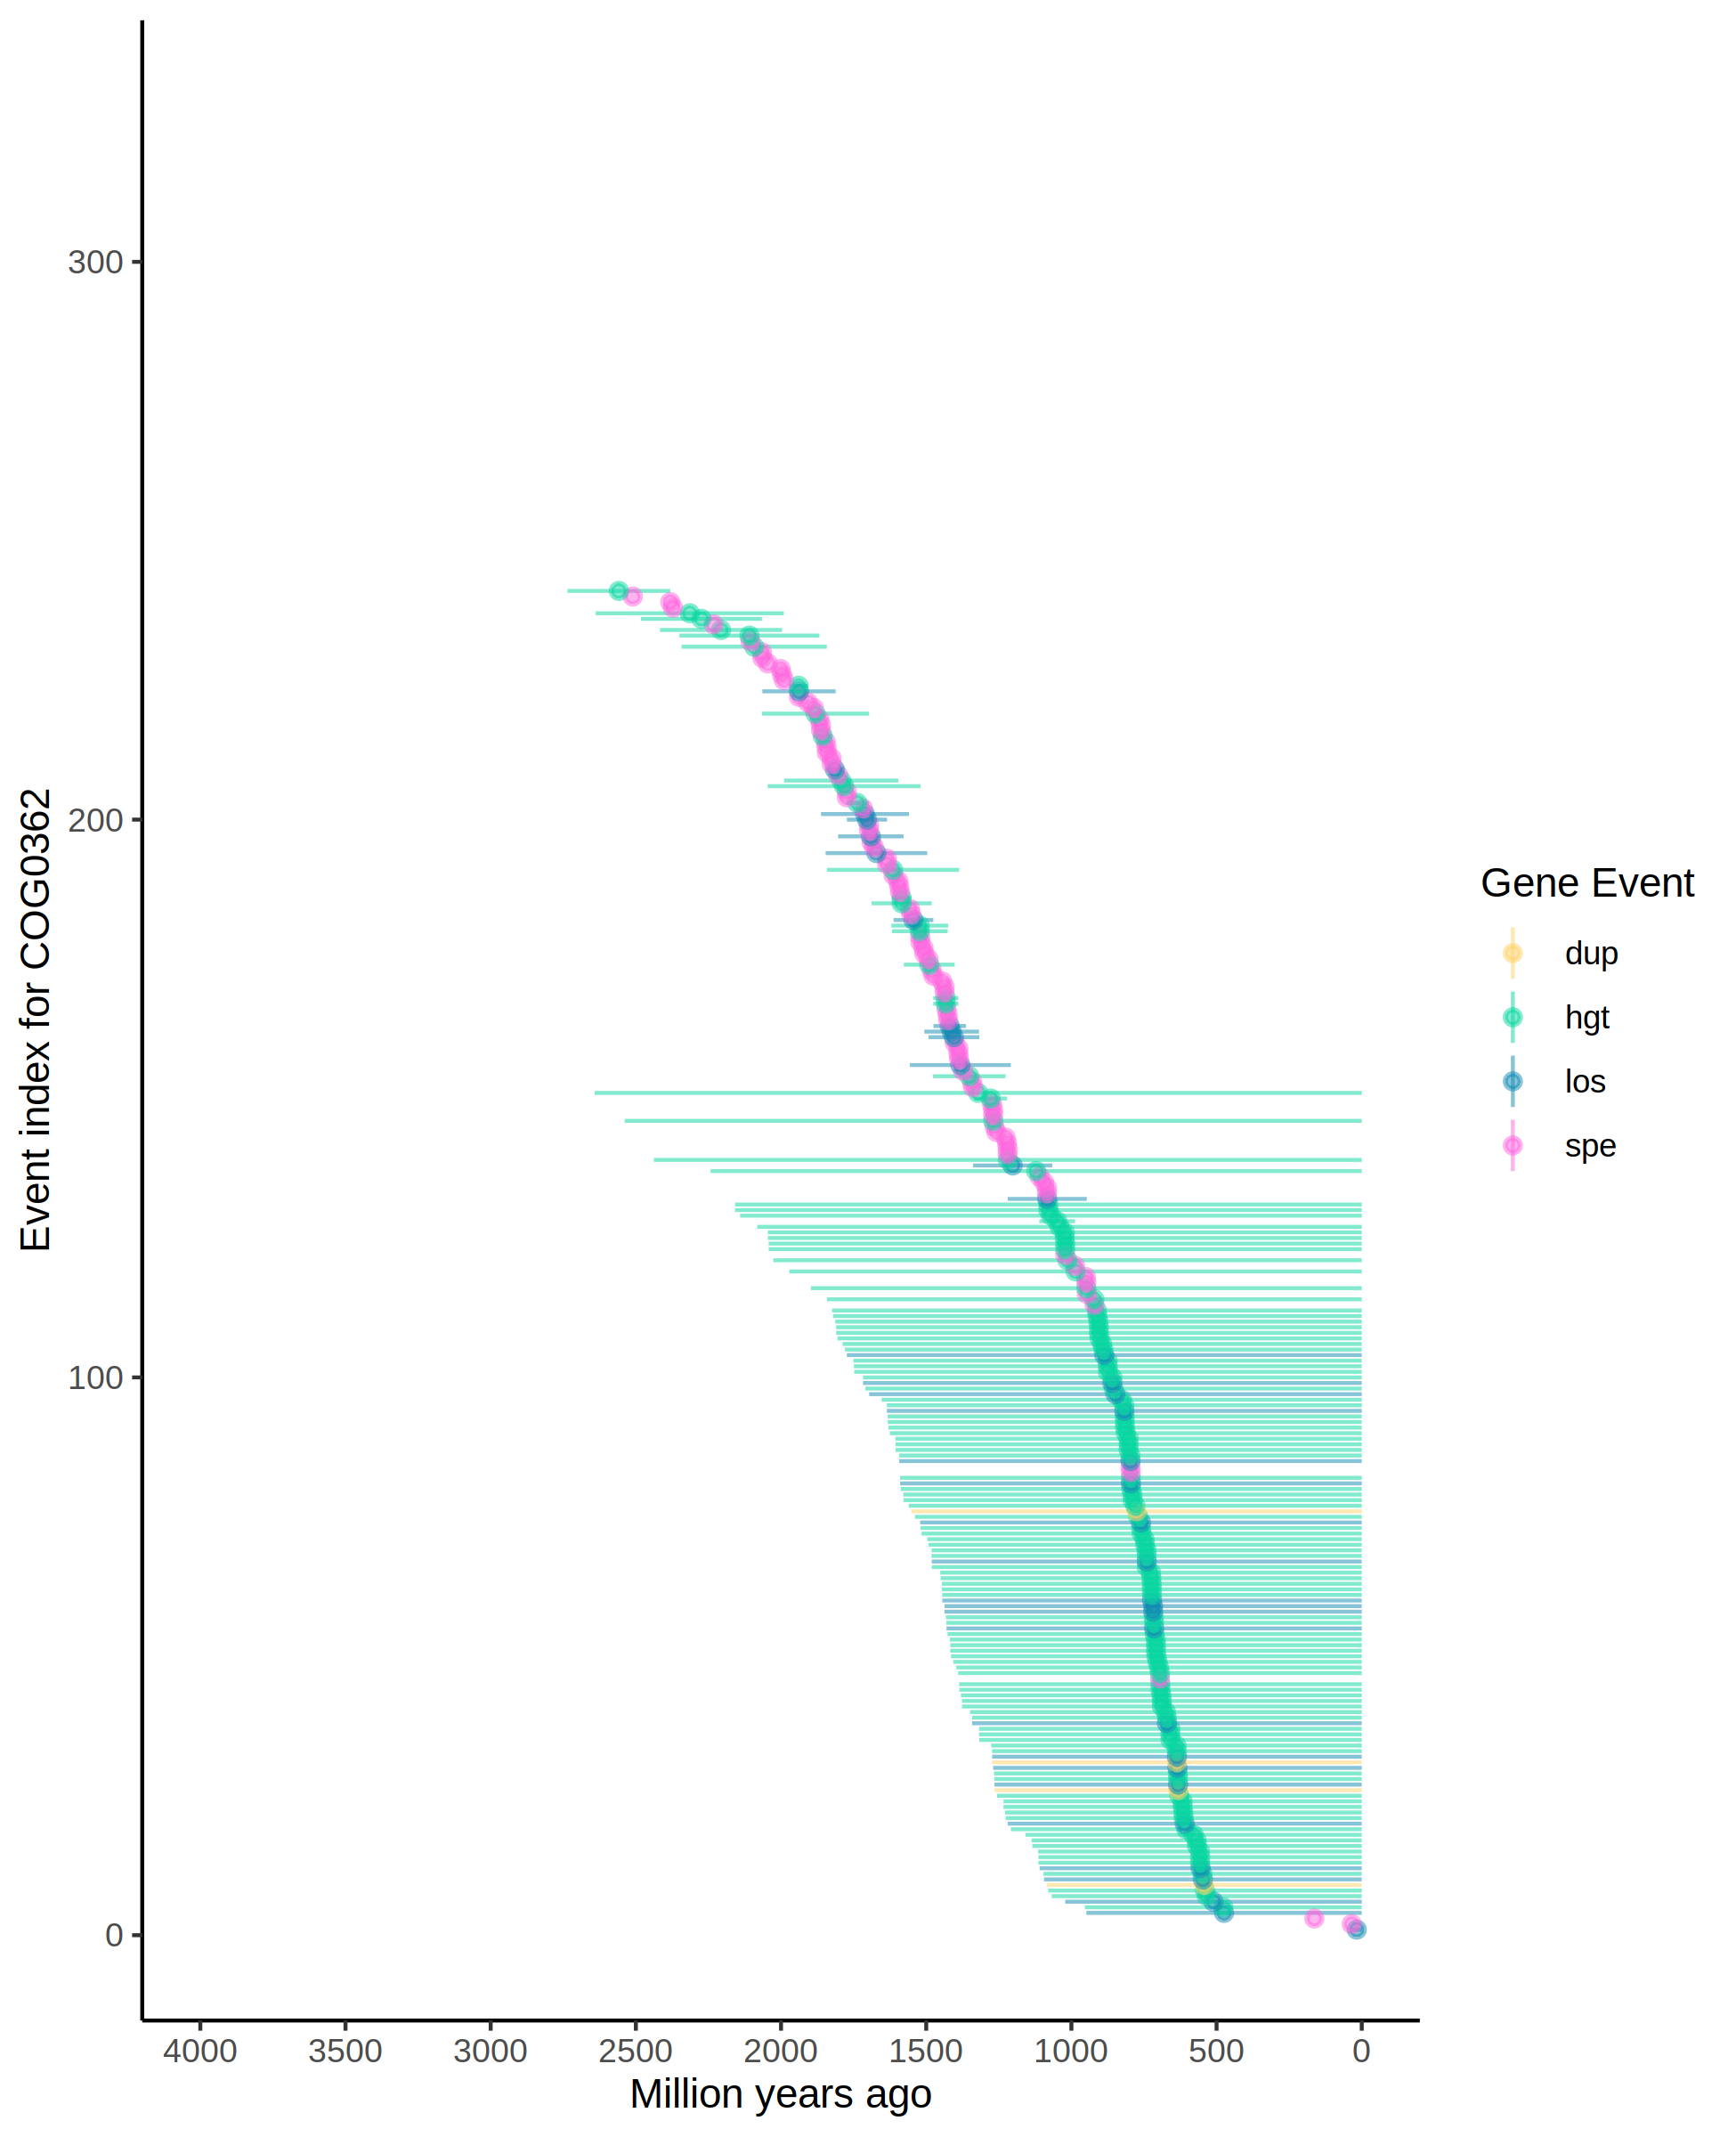 Event index for COG0362
300
200
100
0
4000 3500 3000 2500 2000 1500 1000 500 0
Million years ago
Gene Event
dup
hgt
los
spe